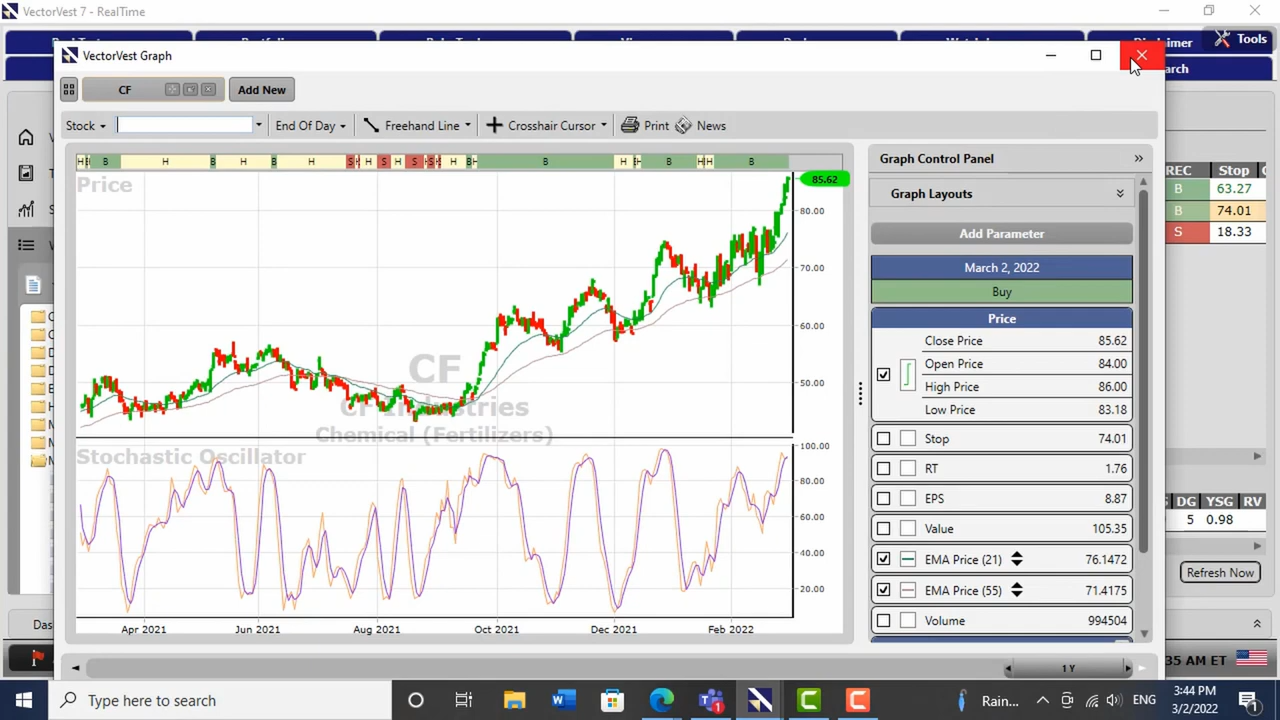 VectorVest 7 - RealTime
Tools
VectorVest Graph
CF
Add New
Stock
End Of Day
Freehand Line
Crosshair Cursor
Print
News
H B H B H B H S H S H S S H B H B H B H H B
Price
85.62
80.00
70.00
60.00
50.00
CF
CF Industries
Chemical (Fertilizers)
Stochastic Oscillator
100.00
80.00
60.00
40.00
20.00
Apr 2021
Jun 2021
Aug 2021
Oct 2021
Dec 2021
Feb 2022
1 Y
Graph Control Panel
Graph Layouts
Add Parameter
March 2, 2022
Buy
Price
Close Price 85.62
Open Price 84.00
High Price 86.00
Low Price 83.18
Stop 74.01
RT 1.76
EPS 8.87
Value 105.35
EMA Price (21) 76.1472
EMA Price (55) 71.4175
Volume 994504
REC Stop
B 63.27
B 74.01
S 18.33
DG YSG RV
5 0.98
Refresh Now
35 AM ET
Type here to search
Rain...
ENG
3:44 PM
3/2/2022
1